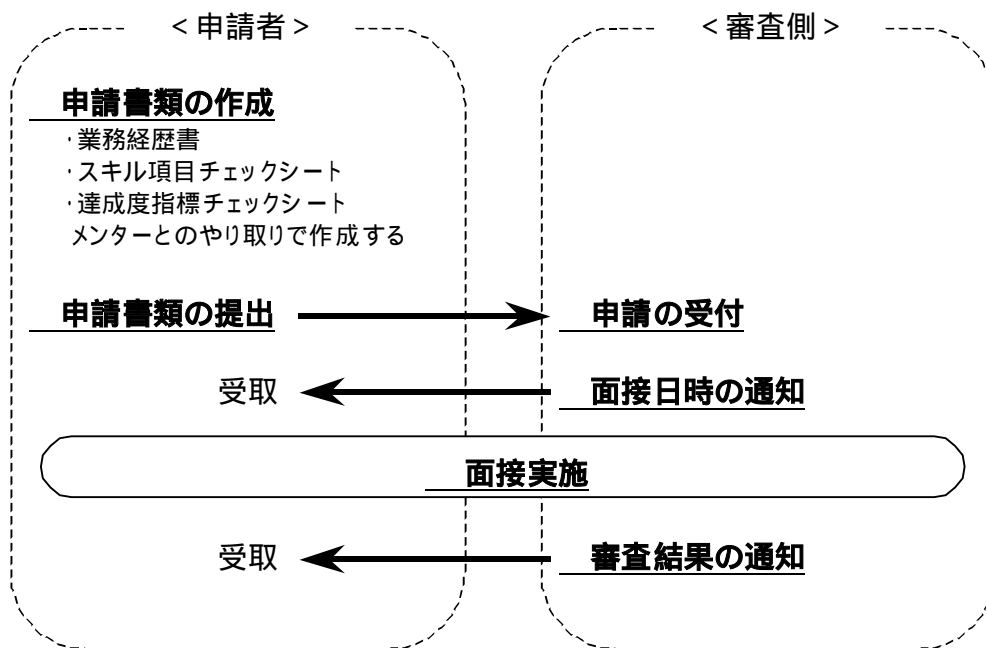 ＜申請者＞
＜審査側＞
申請書類の作成
・業務経歴書
・スキル項目チェックシート
・達成度指標チェックシート
メンターとのやり取りで作成する
申請書類の提出
申請の受付
受取
面接日時の通知
面接実施
受取
審査結果の通知